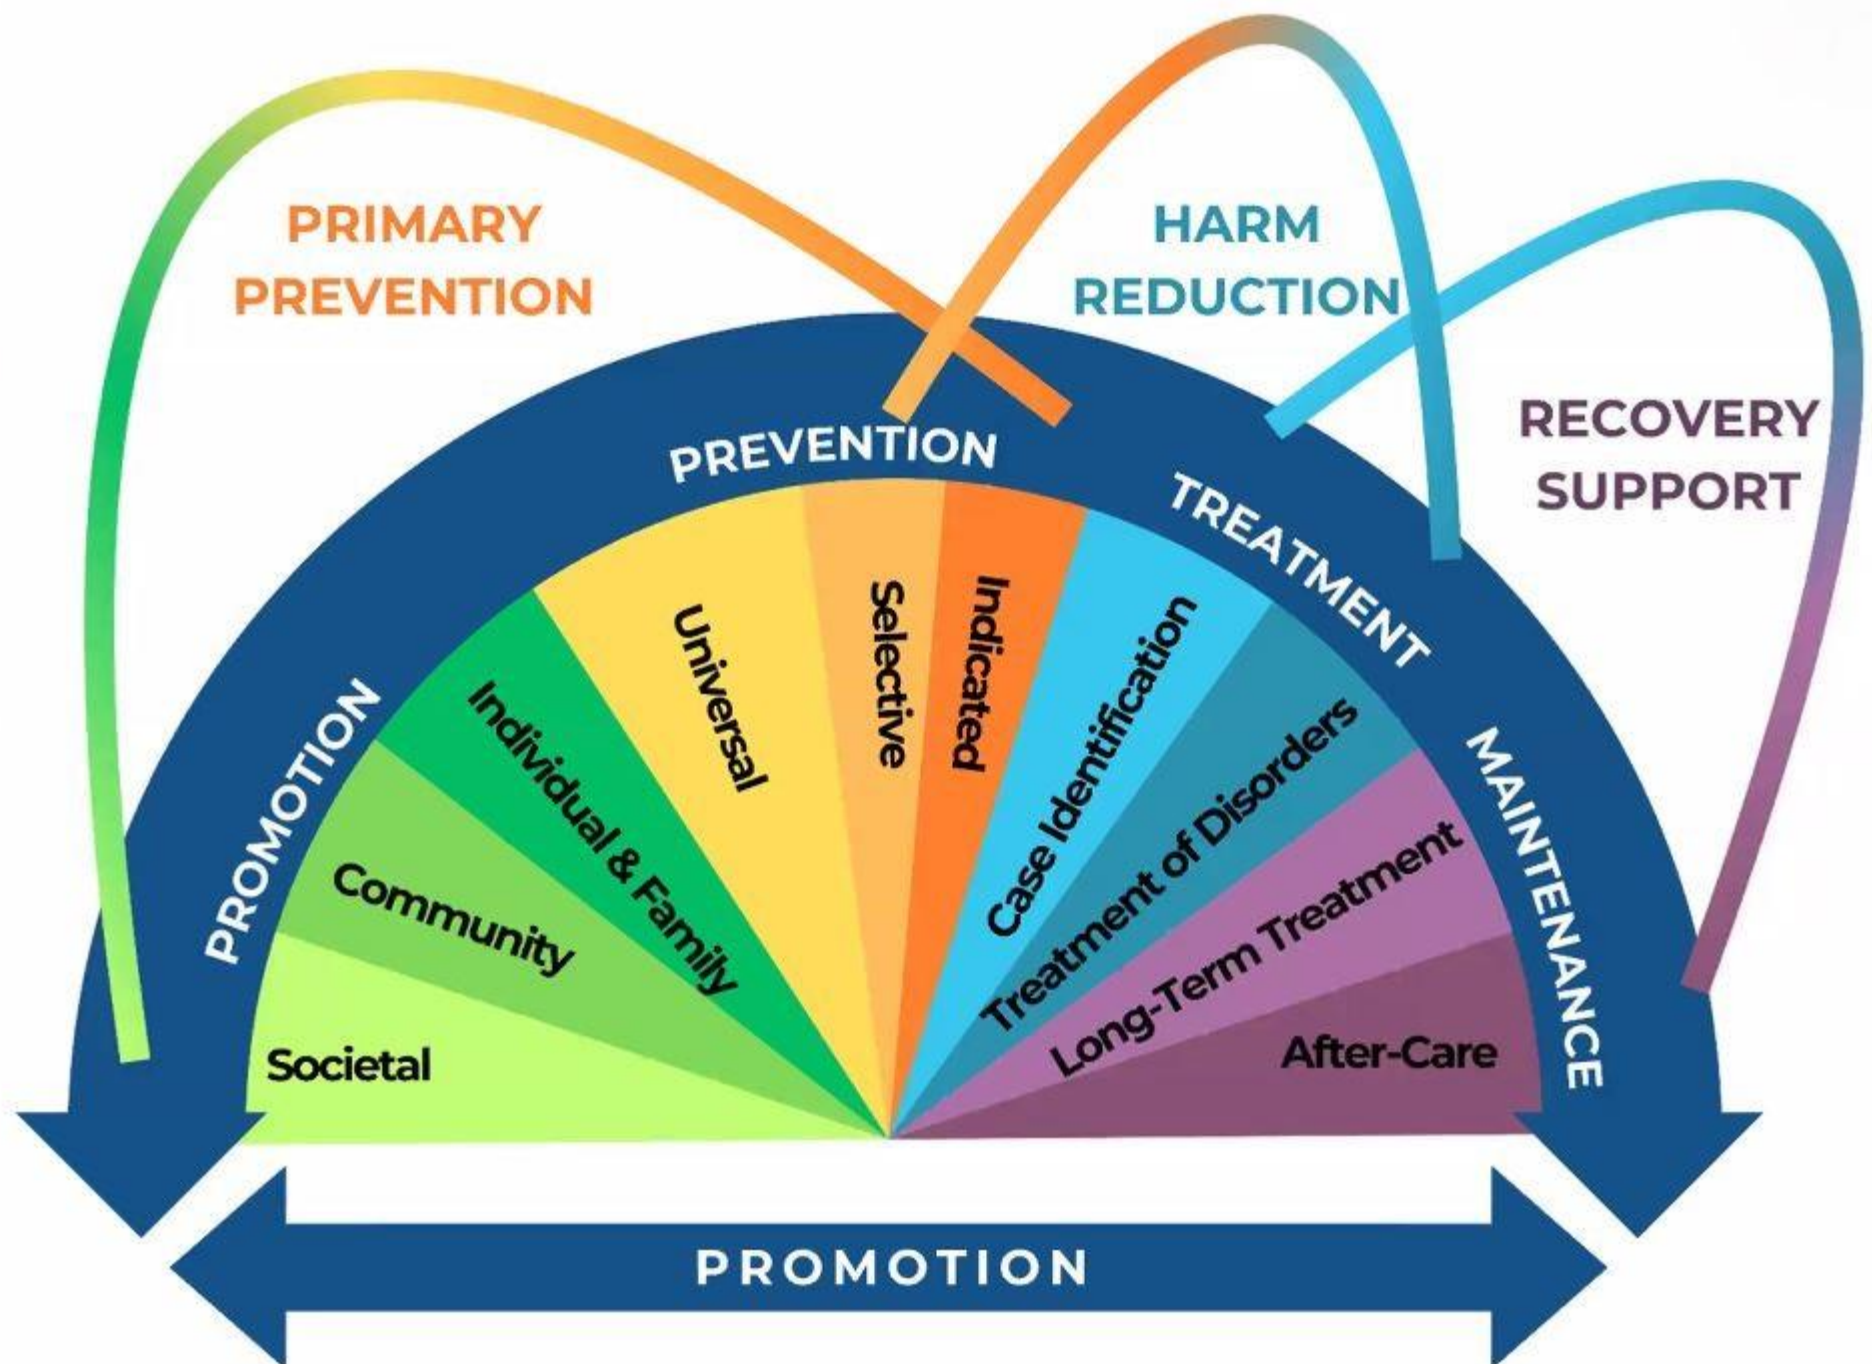 PRIMARY
PREVENTION
HARM
REDUCTION
RECOVERY
SUPPORT
PROMOTION
PREVENTION
TREATMENT
MAINTENANCE
Societal
Community
Individual & Family
Universal
Selective
Indicated
Case Identification
Treatment of Disorders
Long-Term Treatment
After-Care
PROMOTION